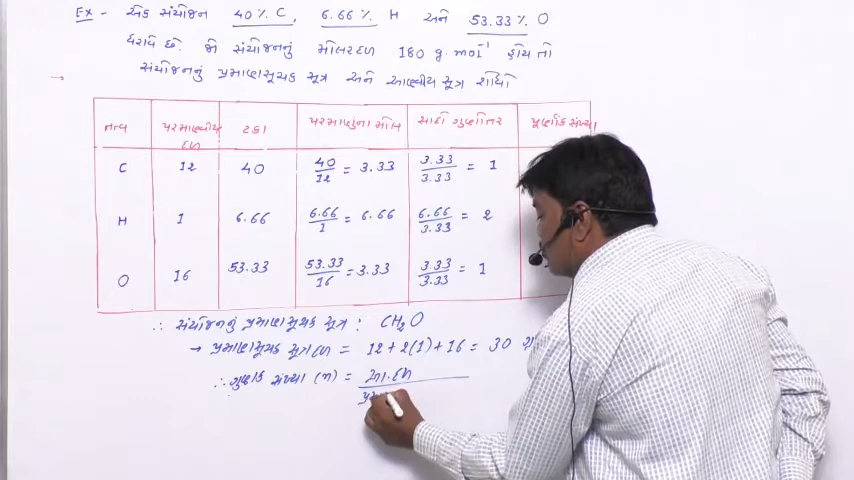 Ex - એક સંયોજન 40 % C, 6.66 % H અને 53.33 % O
ધરાવે છે. જો સંયોજનનું મોલરદળ 180 g mol⁻¹ હોય તો
→ સંયોજનનું પ્રમાણસૂચક સૂત્ર અને આણ્વીય સૂત્ર શોધો
તત્વ પરમાણ્વીય દળ ટકા પરમાણુના મોલ સાદો ગુણોત્તર પૂર્ણાંક સંખ્યા
C 12 40 40/12 = 3.33 3.33/3.33 = 1
H 1 6.66 6.66/1 = 6.66 6.66/3.33 = 2
O 16 53.33 53.33/16 = 3.33 3.33/3.33 = 1
∴ સંયોજનનું પ્રમાણસૂચક સૂત્ર : CH₂O
→ પ્રમાણસૂચક સૂત્રદળ = 12 + 2(1) + 16 = 30
∴ ગુણાંક સંખ્યા (n) = આ.દળ